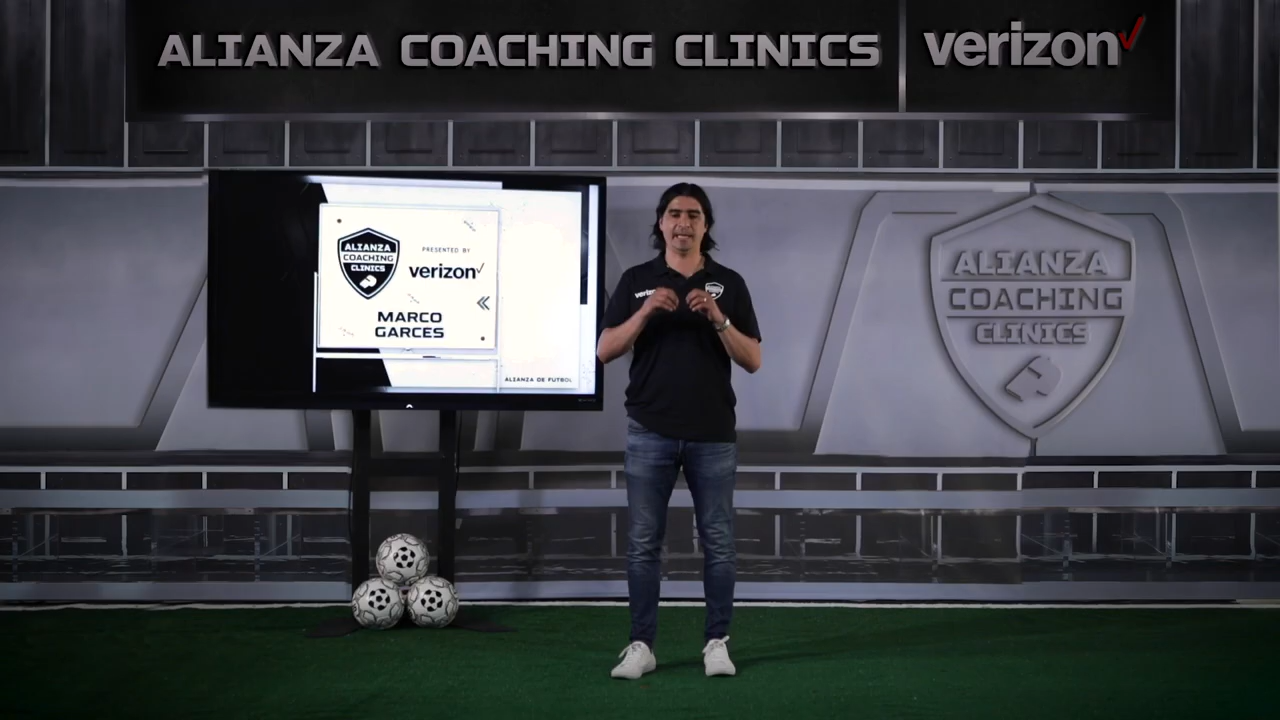 ALIANZA COACHING CLINICS
verizon
ALIANZA
COACHING
CLINICS
PRESENTED BY
verizon
MARCO
GARCES
ALIANZA DE FUTBOL
ALIANZA
COACHING
CLINICS